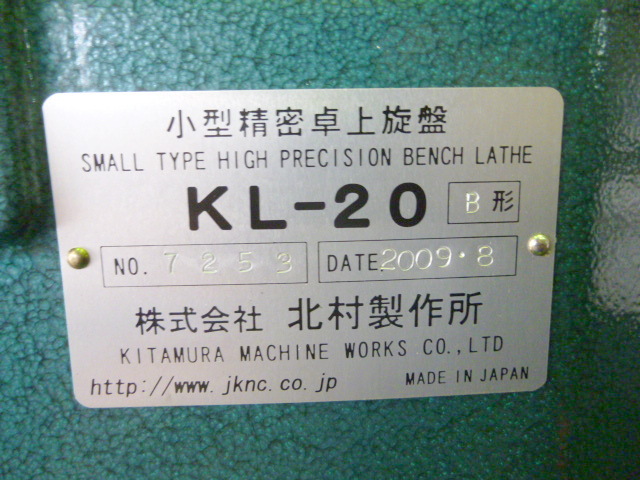 小型精密卓上旋盤
SMALL TYPE HIGH PRECISION BENCH LATHE
KL-20 B形
NO. 7253 DATE 2009・8
株式会社 北村製作所
KITAMURA MACHINE WORKS CO.,LTD
http://www.jknc.co.jp MADE IN JAPAN